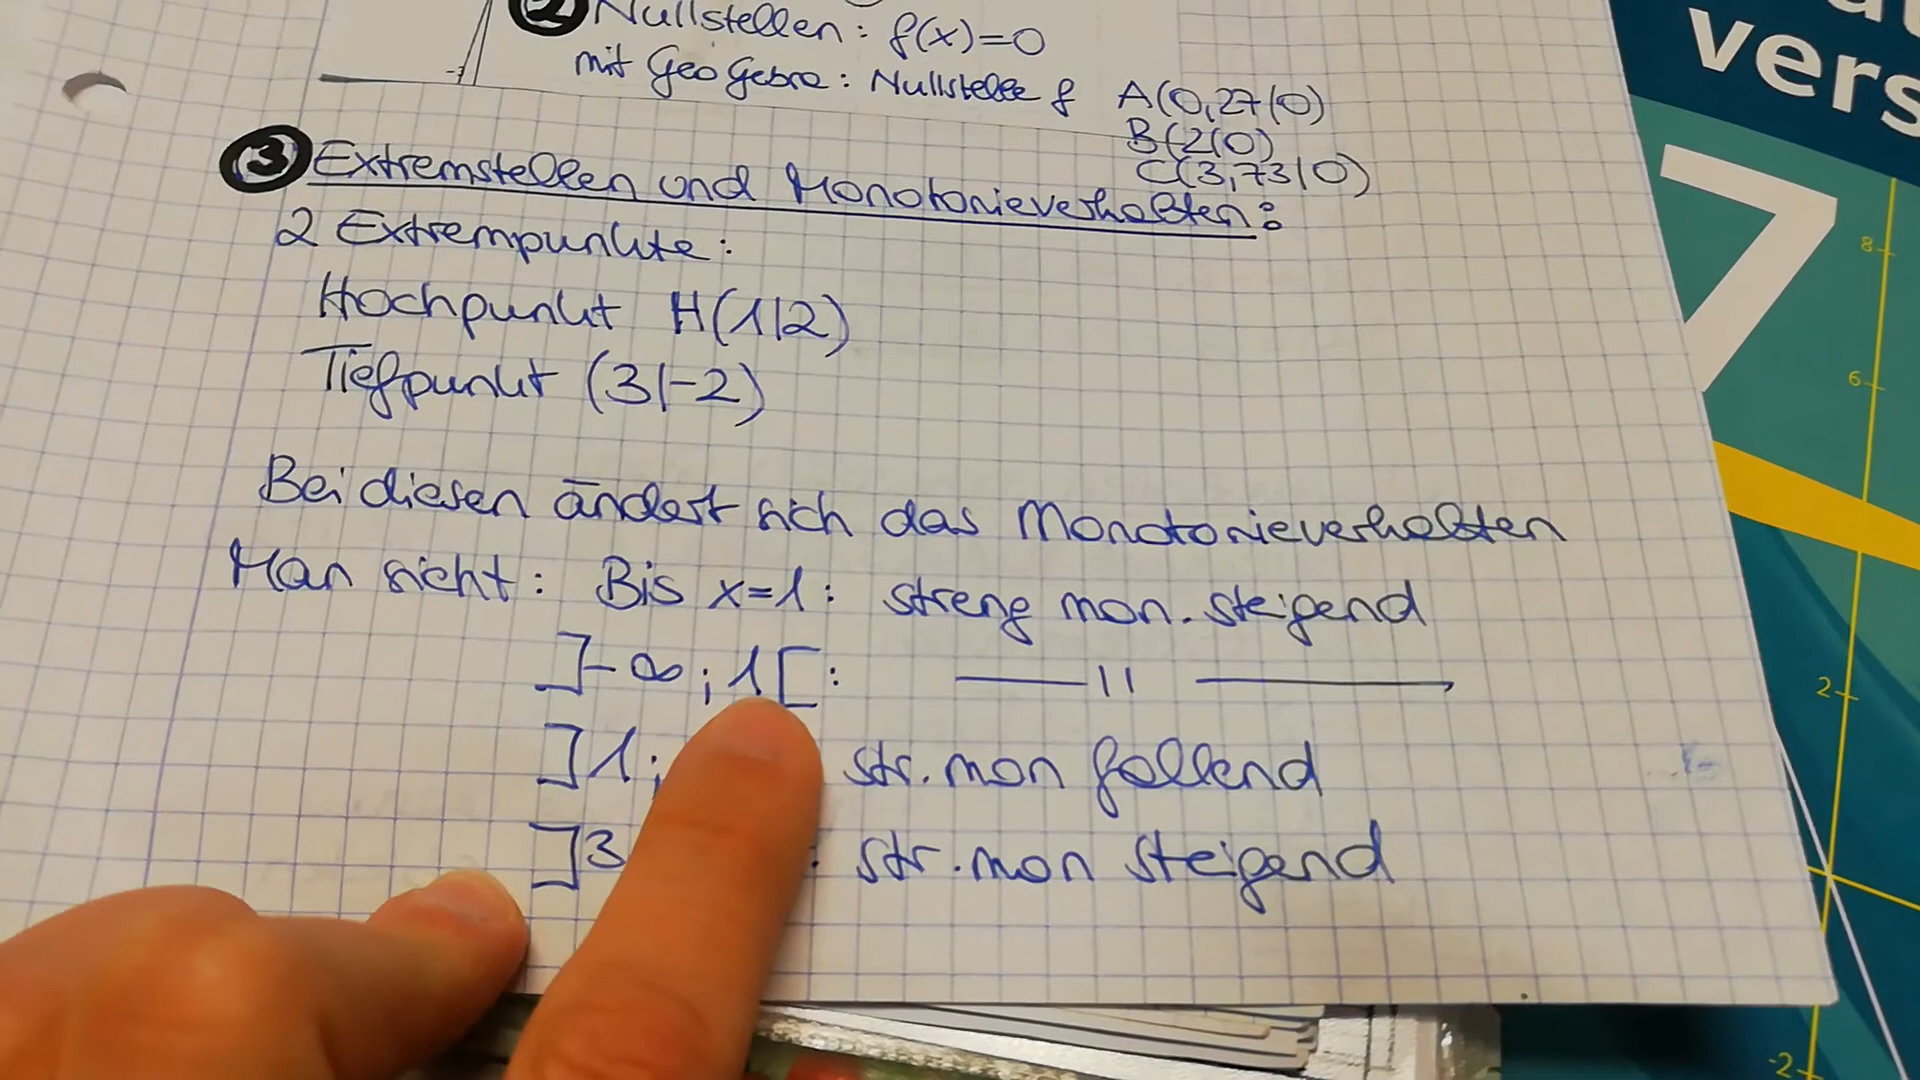 ② Nullstellen: f(x)=0
mit GeoGebra: Nullstelle f A(0,27|0)
B(2|0)
C(3,73|0)
③ Extremstellen und Monotonieverhalten:
2 Extrempunkte:
Hochpunkt H(1|2)
Tiefpunkt (3|-2)
Bei diesen ändert sich das Monotonieverhalten
Man sieht: Bis x=1: streng mon. steigend
]-∞;1[: —— 11 ——
]1; str. mon fallend
]3 : str. mon steigend
vers
7
8
6
2
-2